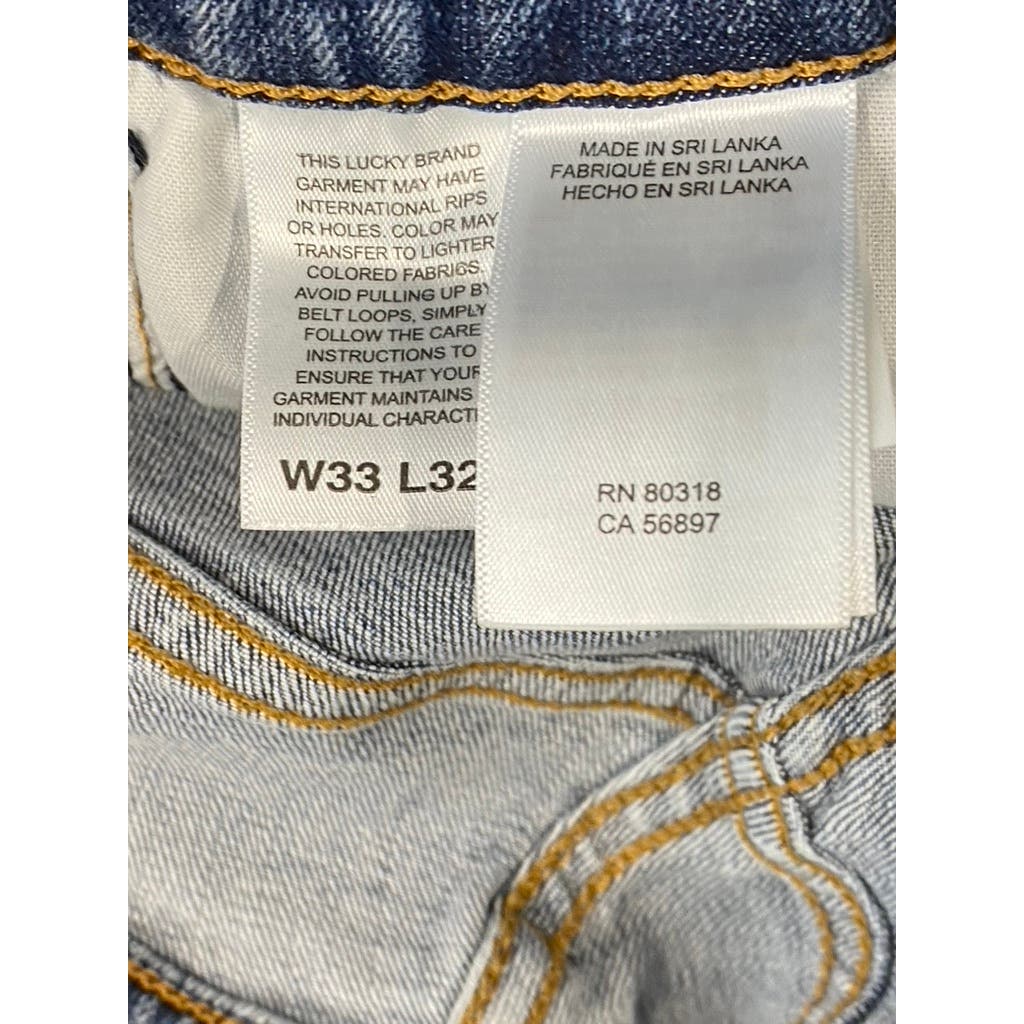 THIS LUCKY BRAND
GARMENT MAY HAVE
INTERNATIONAL RIPS
OR HOLES. COLOR MAY
TRANSFER TO LIGHTER
COLORED FABRIGS.
AVOID PULLING UP BY
BELT LOOPS, SIMPLY
FOLLOW THE CARE
INSTRUCTIONS TO
ENSURE THAT YOUR
GARMENT MAINTAINS
INDIVIDUAL
W33 L32
MADE IN SRI LANKA
FABRIQUÉ EN SRI LANKA
HECHO EN SRI LANKA
RN 80318
CA 56897